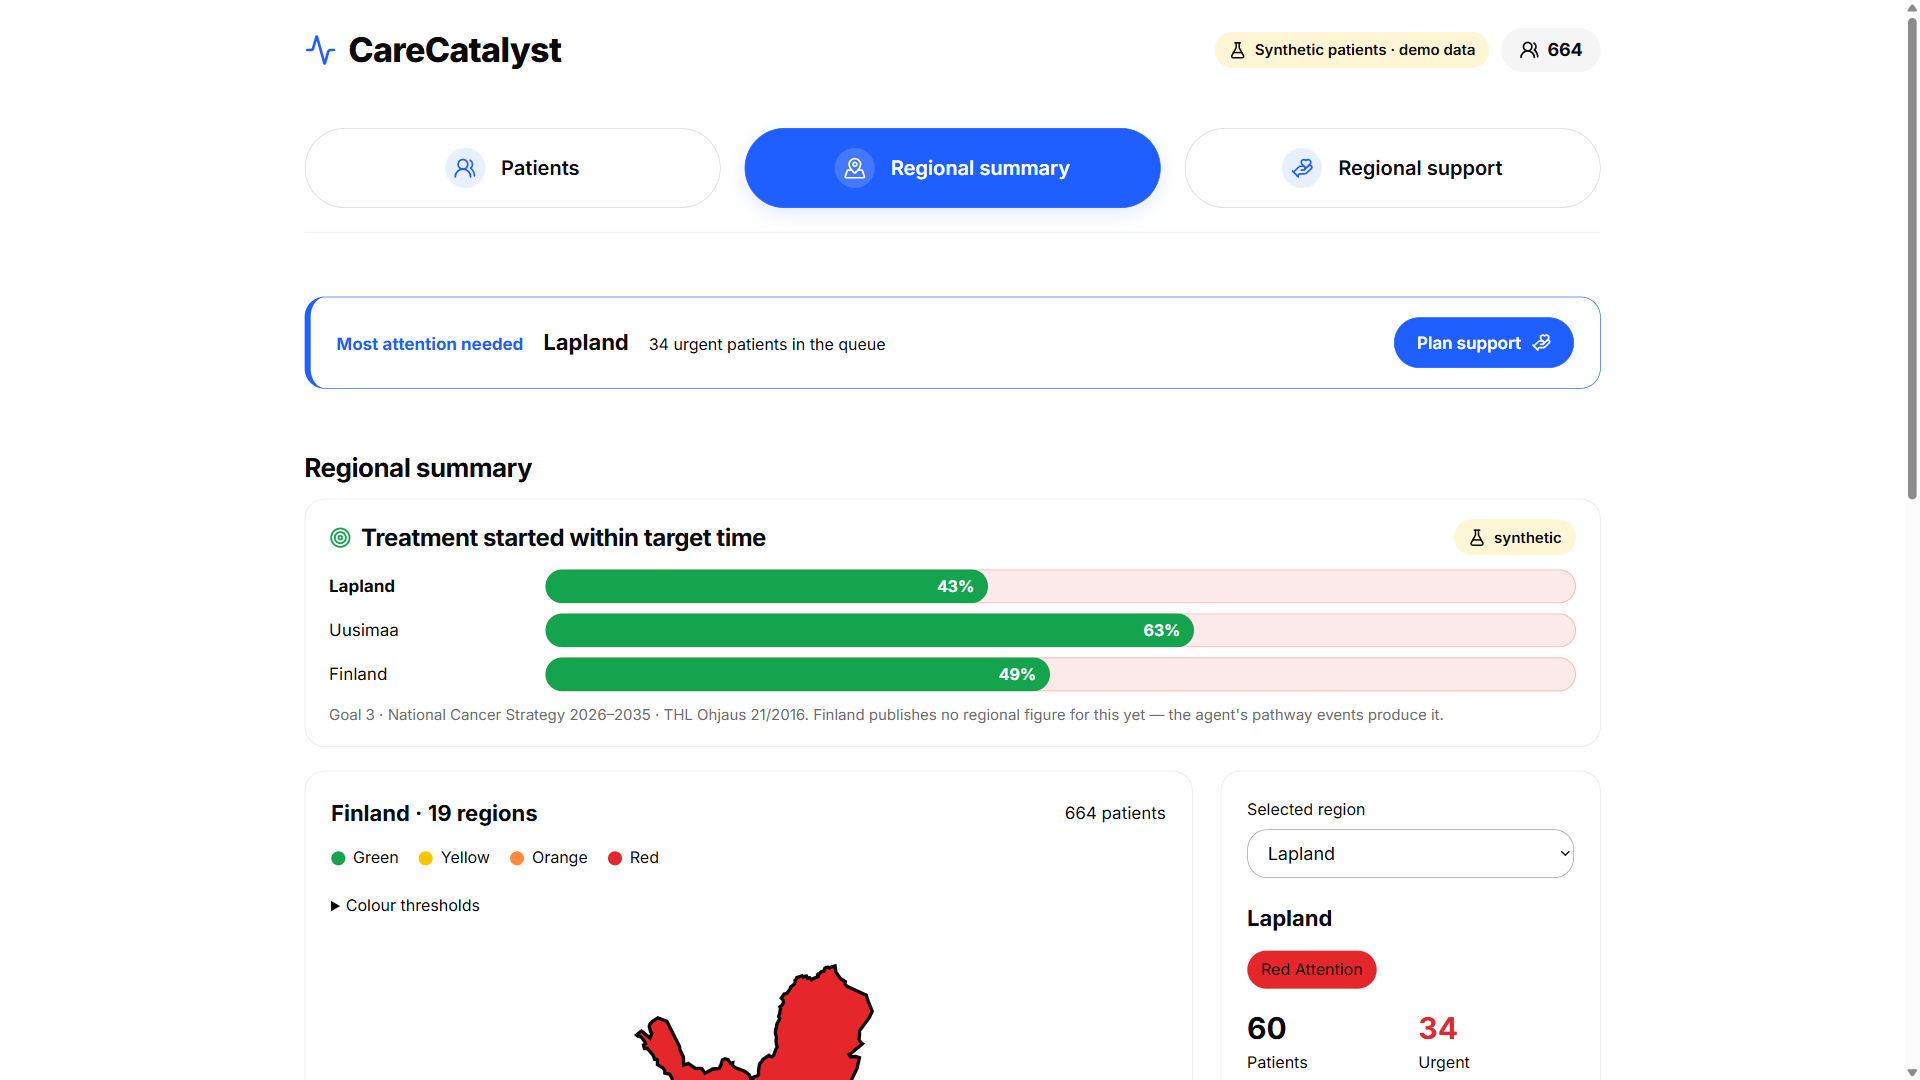 CareCatalyst
Synthetic patients · demo data
664
Patients
Regional summary
Regional support
Most attention needed Lapland 34 urgent patients in the queue
Plan support
Regional summary
Treatment started within target time
synthetic
Lapland 43%
Uusimaa 63%
Finland 49%
Goal 3 · National Cancer Strategy 2026–2035 · THL Ohjaus 21/2016. Finland publishes no regional figure for this yet — the agent's pathway events produce it.
Finland · 19 regions
664 patients
Green Yellow Orange Red
Colour thresholds
Selected region
Lapland
Lapland
Red Attention
60 34
Patients Urgent